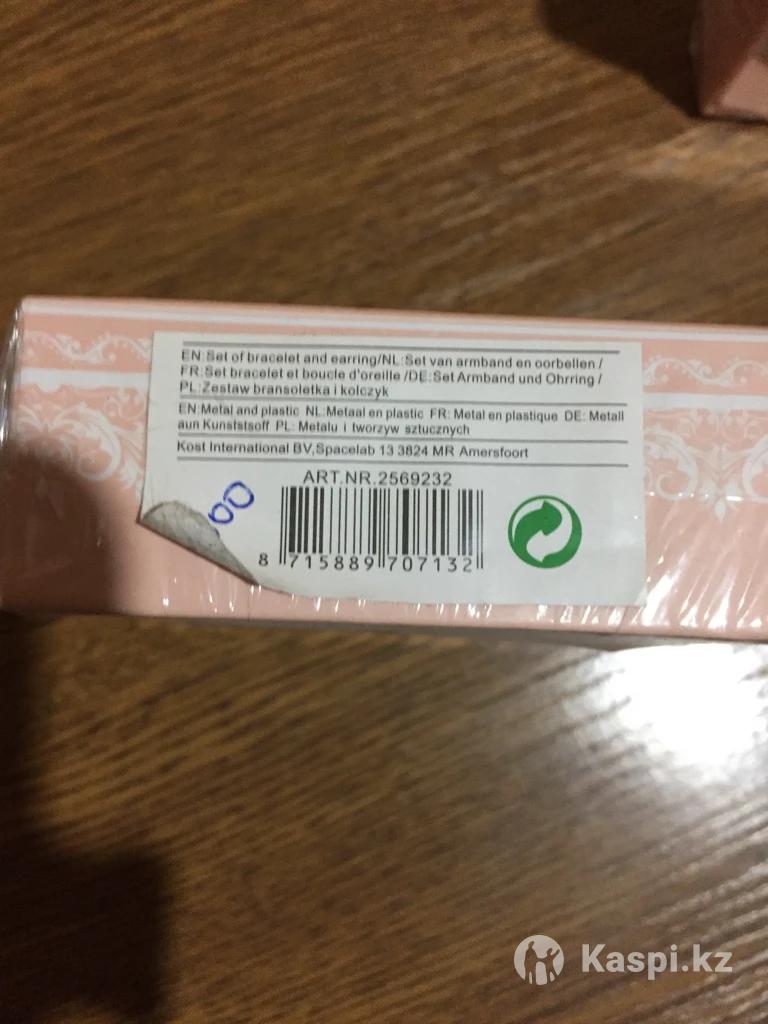 EN:Set of bracelet and earring/NL:Set van armband en oorbellen /
FR:Set bracelet et boucle d'oreille /DE:Set Armband und Ohrring /
PL:Zestaw bransoletka i kolczyk
EN:Metal and plastic NL:Metaal en plastic FR: Metal en plastique DE: Metall
aun Kunststsoff PL: Metalu i tworzyw sztucznych
Kost International BV,Spacelab 13 3824 MR Amersfoort
ART.NR.2569232
00
8 715889 707132
Kaspi.kz